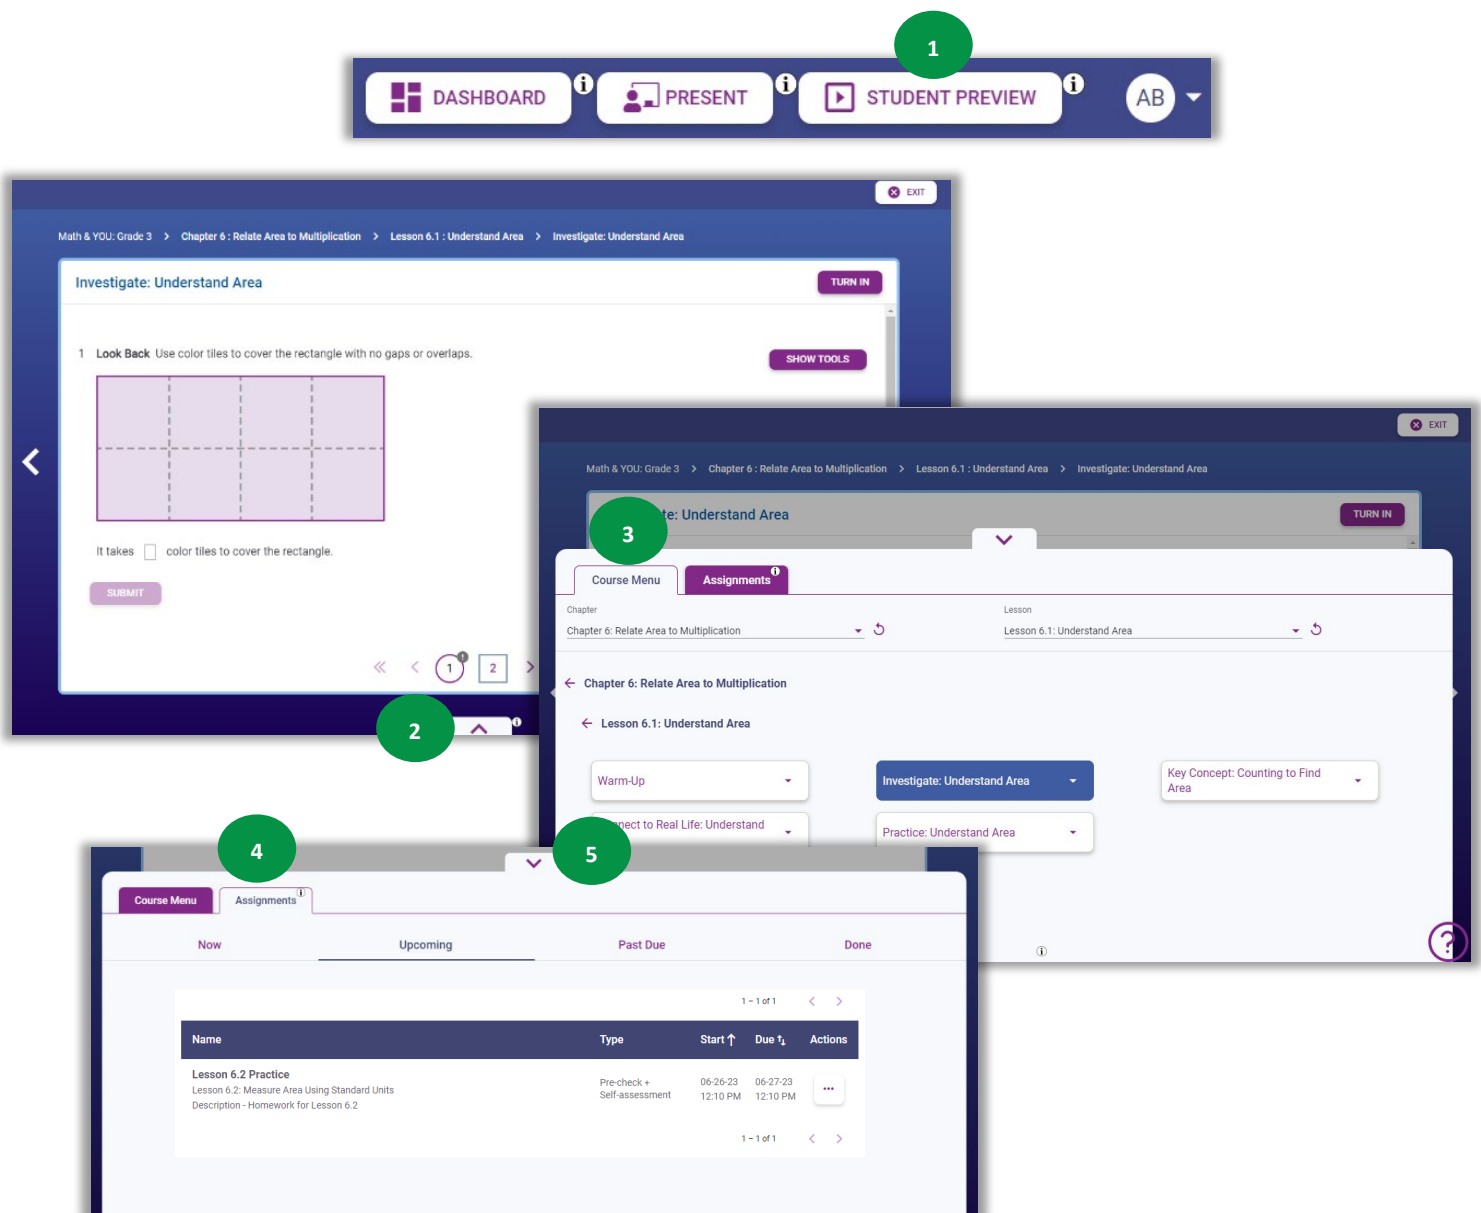 1
DASHBOARD
PRESENT
STUDENT PREVIEW
AB
EXIT
Math & YOU: Grade 3 > Chapter 6 : Relate Area to Multiplication > Lesson 6.1 : Understand Area > Investigate: Understand Area
Investigate: Understand Area
TURN IN
1 Look Back Use color tiles to cover the rectangle with no gaps or overlaps.
SHOW TOOLS
It takes color tiles to cover the rectangle.
SUBMIT
1 2
2
EXIT
Math & YOU: Grade 3 > Chapter 6 : Relate Area to Multiplication > Lesson 6.1 : Understand Area > Investigate: Understand Area
te: Understand Area
TURN IN
3
Course Menu
Assignments
Chapter
Lesson
Chapter 6: Relate Area to Multiplication
Lesson 6.1: Understand Area
Chapter 6: Relate Area to Multiplication
Lesson 6.1: Understand Area
Warm-Up
Investigate: Understand Area
Key Concept: Counting to Find
Area
nect to Real Life: Understand
Practice: Understand Area
?
4
5
Course Menu
Assignments
Now
Upcoming
Past Due
Done
1 – 1 of 1
Name Type Start Due Actions
Lesson 6.2 Practice
Lesson 6.2: Measure Area Using Standard Units
Description - Homework for Lesson 6.2
Pre-check +
Self-assessment
06-26-23
12:10 PM
06-27-23
12:10 PM
...
1 – 1 of 1